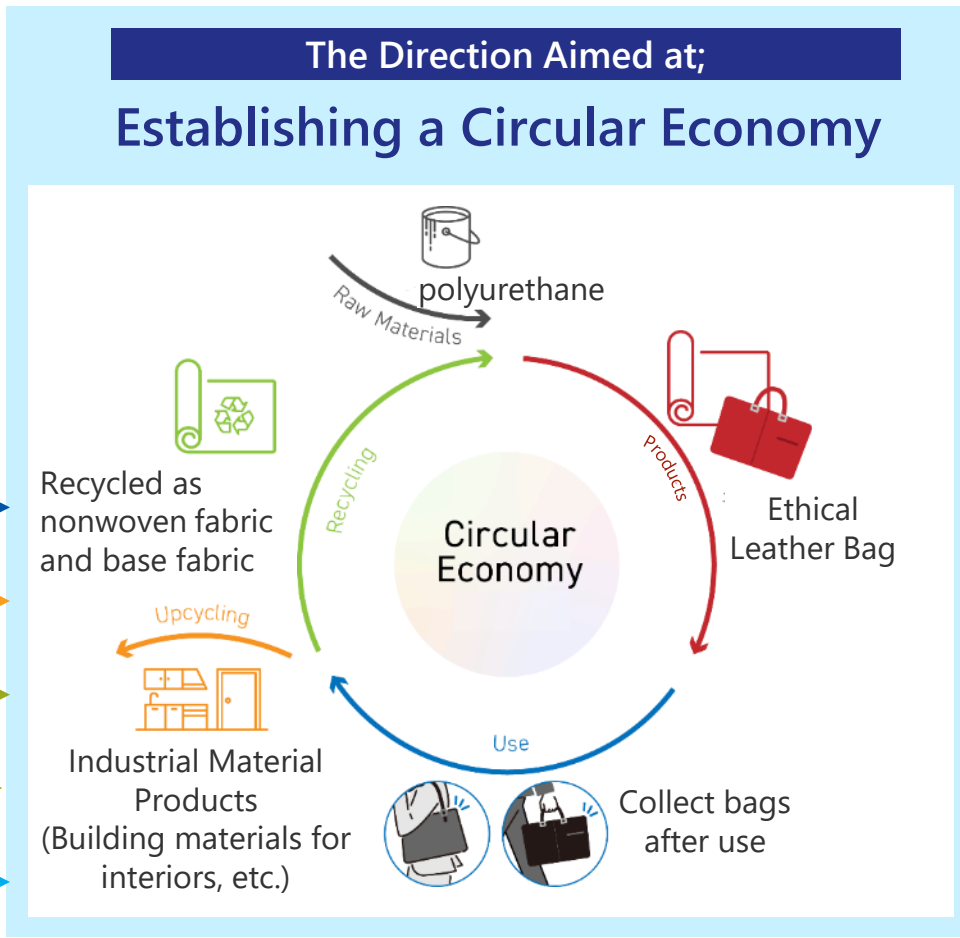 The Direction Aimed at;
Establishing a Circular Economy
polyurethane
Raw Materials
Recycling
Products
Recycled as
nonwoven fabric
and base fabric
Circular
Economy
Ethical
Leather Bag
Upcycling
Use
Industrial Material
Products
(Building materials for
interiors, etc.)
Collect bags
after use